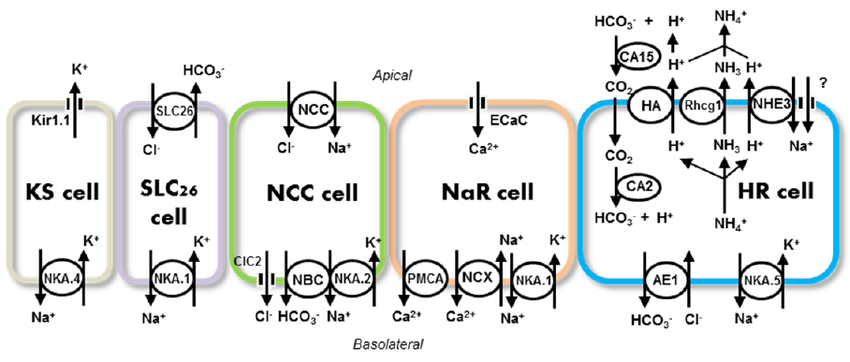 HCO₃⁻ + H⁺ NH₄⁺
K⁺ HCO₃⁻ Apical CA15 H⁺ NH₃ H⁺
CO₂ ?
Kir1.1 SLC26 NCC ECaC HA Rhcg1 NHE3
Cl⁻ Cl⁻ Na⁺ Ca²⁺ H⁺ NH₃ H⁺ Na⁺
CO₂
KS cell SLC26 cell NCC cell NaR cell CA2 HR cell
HCO₃⁻ + H⁺ NH₄⁺
K⁺ K⁺ ClC2 K⁺ Na⁺ K⁺ K⁺
NKA.4 NKA.1 NBC NKA.2 PMCA NCX NKA.1 AE1 NKA.5
Na⁺ Na⁺ Cl⁻ HCO₃⁻ Na⁺ Ca²⁺ Ca²⁺ Na⁺ HCO₃⁻ Cl⁻ Na⁺
Basolateral